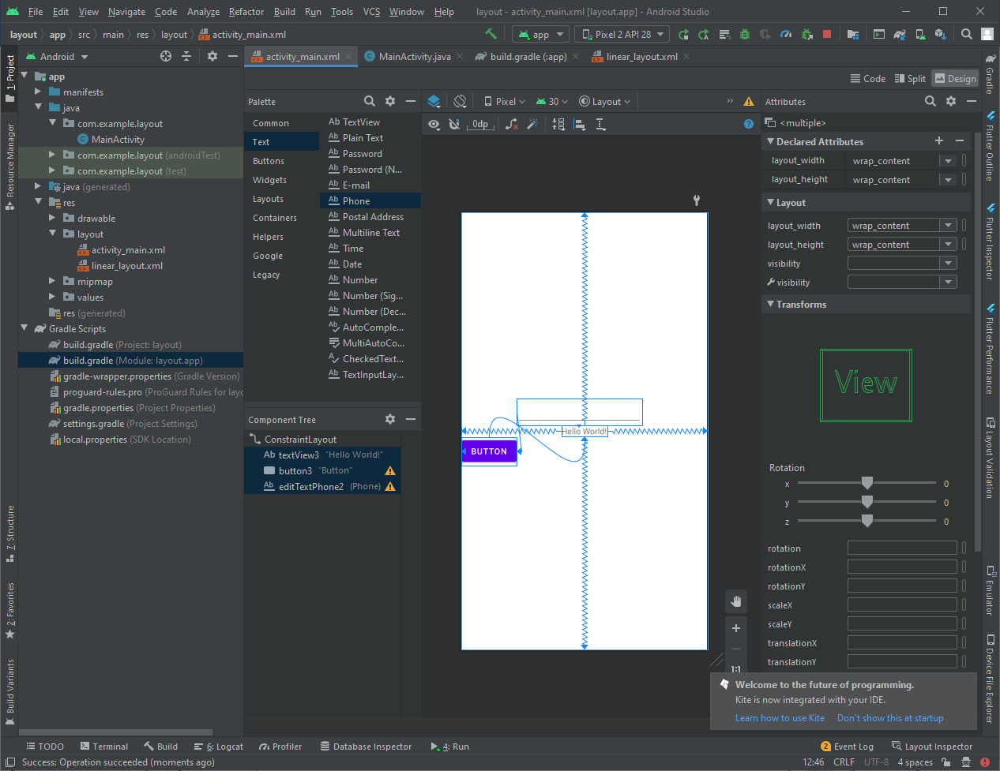 File Edit View Navigate Code Analyze Refactor Build Run Tools VCS Window Help layout - activity_main.xml [layout.app] - Android Studio
layout app src main res layout activity_main.xml app Pixel 2 API 28
Android activity_main.xml MainActivity.java build.gradle (:app) linear_layout.xml
Code Split Design
1: Project
Resource Manager
7: Structure
2: Favorites
Build Variants
app
manifests
java
com.example.layout
MainActivity
com.example.layout (androidTest)
com.example.layout (test)
java (generated)
res
drawable
layout
activity_main.xml
linear_layout.xml
mipmap
values
res (generated)
Gradle Scripts
build.gradle (Project: layout)
build.gradle (Module: layout.app)
gradle-wrapper.properties (Gradle Version)
proguard-rules.pro (ProGuard Rules for layo
gradle.properties (Project Properties)
settings.gradle (Project Settings)
local.properties (SDK Location)
Palette
Common
Text
Buttons
Widgets
Layouts
Containers
Helpers
Google
Legacy
Ab TextView
Ab Plain Text
Ab Password
Ab Password (N...
Ab E-mail
Ab Phone
Ab Postal Address
Ab Multiline Text
Ab Time
Ab Date
Ab Number
Ab Number (Sig...
Ab Number (Dec...
Ab AutoComple...
MultiAutoCo...
A CheckedText...
Ab TextInputLay...
Component Tree
ConstraintLayout
Ab textView3 "Hello World!"
button3 "Button"
Ab editTextPhone2 (Phone)
Pixel 30 Layout »
0dp ?
Hello World!
BUTTON
1:1
Attributes
<multiple>
Declared Attributes
layout_width wrap_content
layout_height wrap_content
Layout
layout_width wrap_content
layout_height wrap_content
visibility
visibility
Transforms
View
Rotation
x 0
y 0
z 0
rotation
rotationX
rotationY
scaleX
scaleY
translationX
translationY
Welcome to the future of programming.
Kite is now integrated with your IDE.
Learn how to use Kite Don't show this at startup
Gradle
Flutter Outline
Flutter Inspector
Flutter Performance
Layout Validation
Emulator
Device File Explorer
TODO Terminal Build 6: Logcat Profiler Database Inspector 4: Run 2 Event Log Layout Inspector
Success: Operation succeeded (moments ago) 12:46 CRLF UTF-8 4 spaces